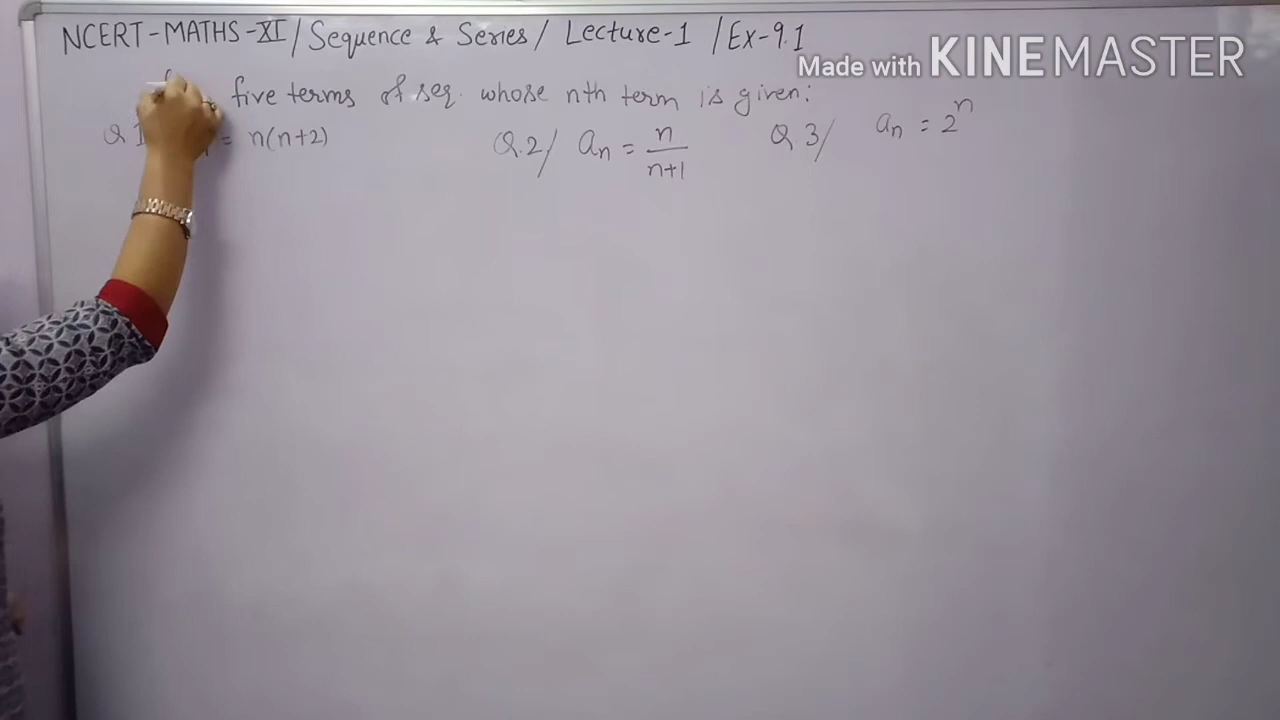 NCERT-MATHS-XI/Sequence & Series/ Lecture-1 /Ex-9.1
Made with KINEMASTER
five terms of seq. whose nth term is given:
Q 1 = n(n+2) Q.2/ aₙ = n/(n+1) Q 3/ aₙ = 2ⁿ